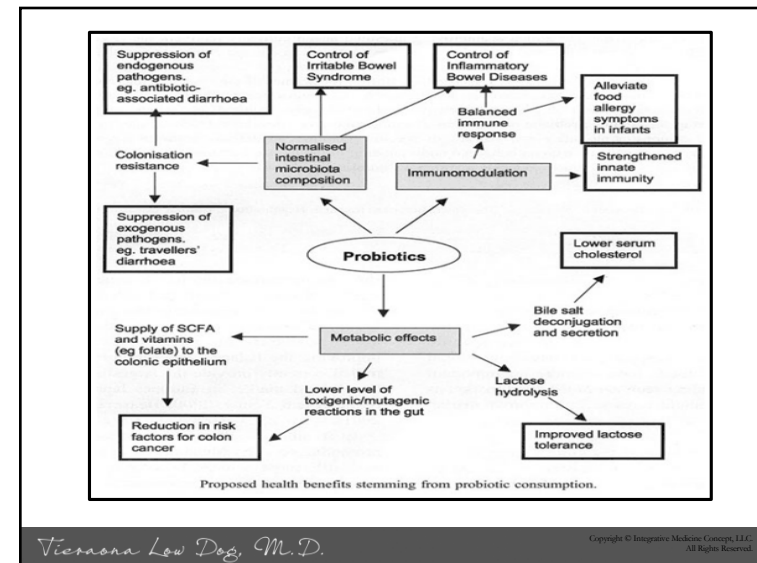 Suppression of
endogenous
pathogens.
eg. antibiotic-
associated diarrhoea
Control of
Irritable Bowel
Syndrome
Control of
Inflammatory
Bowel Diseases
Alleviate
food
allergy
symptoms
in infants
Balanced
immune
response
Colonisation
resistance
Normalised
intestinal
microbiota
composition
Immunomodulation
Strengthened
innate
immunity
Suppression of
exogenous
pathogens.
eg. travellers'
diarrhoea
Probiotics
Lower serum
cholesterol
Supply of SCFA
and vitamins
(eg folate) to the
colonic epithelium
Metabolic effects
Bile salt
deconjugation
and secretion
Lower level of
toxigenic/mutagenic
reactions in the gut
Lactose
hydrolysis
Reduction in risk
factors for colon
cancer
Improved lactose
tolerance
Proposed health benefits stemming from probiotic consumption.
Tieraona Low Dog, M.D.
Copyright © Integrative Medicine Concept, LLC.
All Rights Reserved.